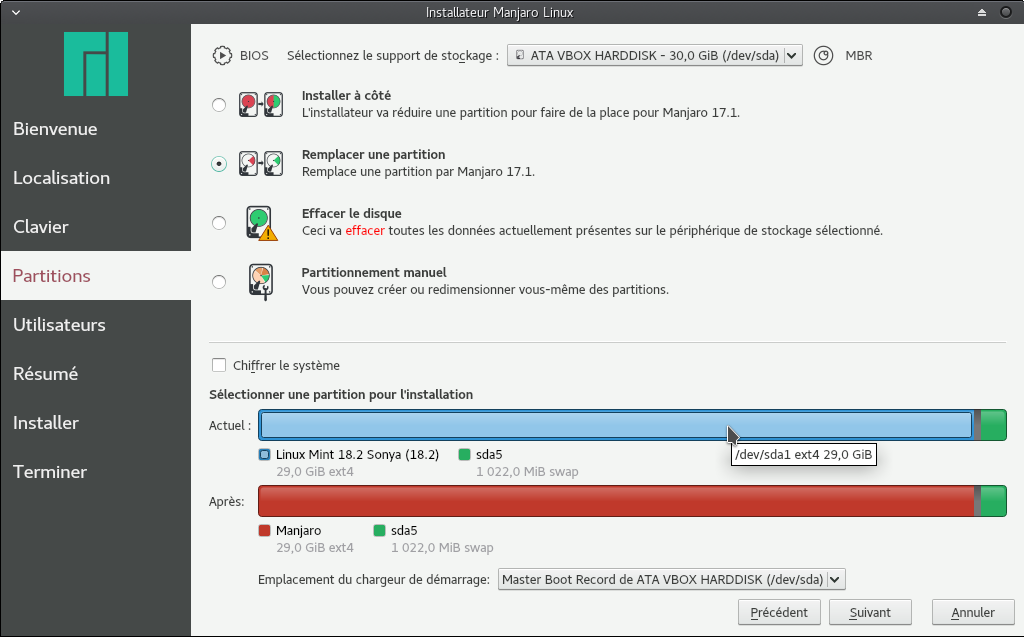 Installateur Manjaro Linux
Bienvenue
Localisation
Clavier
Partitions
Utilisateurs
Résumé
Installer
Terminer
BIOS Sélectionnez le support de stockage : ATA VBOX HARDDISK - 30,0 GiB (/dev/sda) MBR
Installer à côté
L'installateur va réduire une partition pour faire de la place pour Manjaro 17.1.
Remplacer une partition
Remplace une partition par Manjaro 17.1.
Effacer le disque
Ceci va effacer toutes les données actuellement présentes sur le périphérique de stockage sélectionné.
Partitionnement manuel
Vous pouvez créer ou redimensionner vous-même des partitions.
Chiffrer le système
Sélectionner une partition pour l'installation
Actuel :
Linux Mint 18.2 Sonya (18.2) sda5
/dev/sda1 ext4 29,0 GiB
29,0 GiB ext4 1 022,0 MiB swap
Après:
Manjaro sda5
29,0 GiB ext4 1 022,0 MiB swap
Emplacement du chargeur de démarrage: Master Boot Record de ATA VBOX HARDDISK (/dev/sda)
Précédent Suivant Annuler